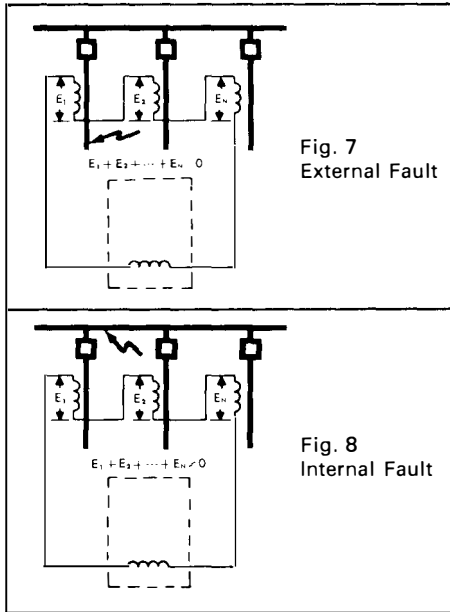 E₁
E₂
Eₙ
Fig. 7
External Fault
E₁ + E₂ + ··· + Eₙ 0
E₁
E₂
Eₙ
Fig. 8
Internal Fault
E₁ + E₂ + ··· + Eₙ ≠ 0